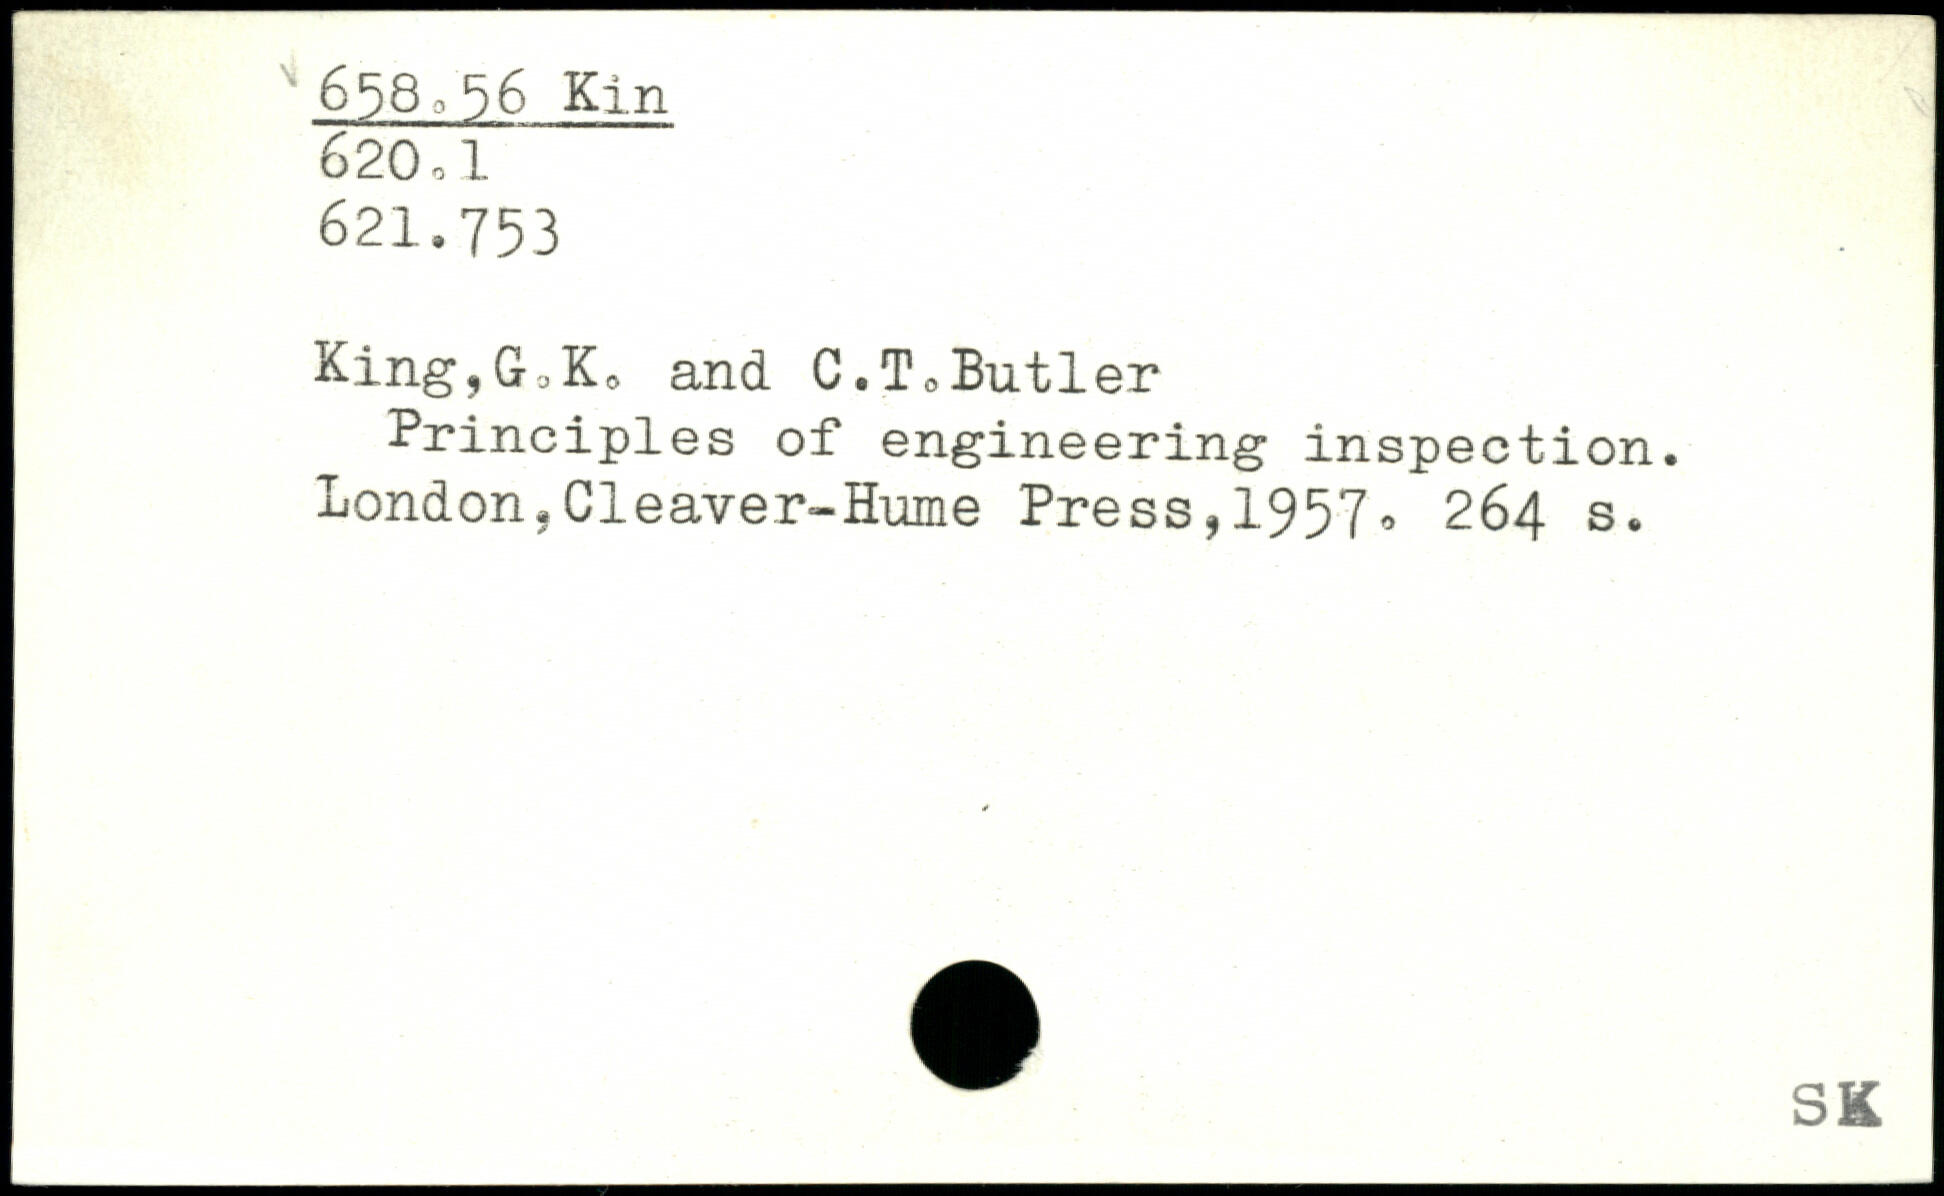 658.56 Kin
620.1
621.753
King,G.K. and C.T.Butler
Principles of engineering inspection.
London,Cleaver-Hume Press,1957. 264 s.
SK